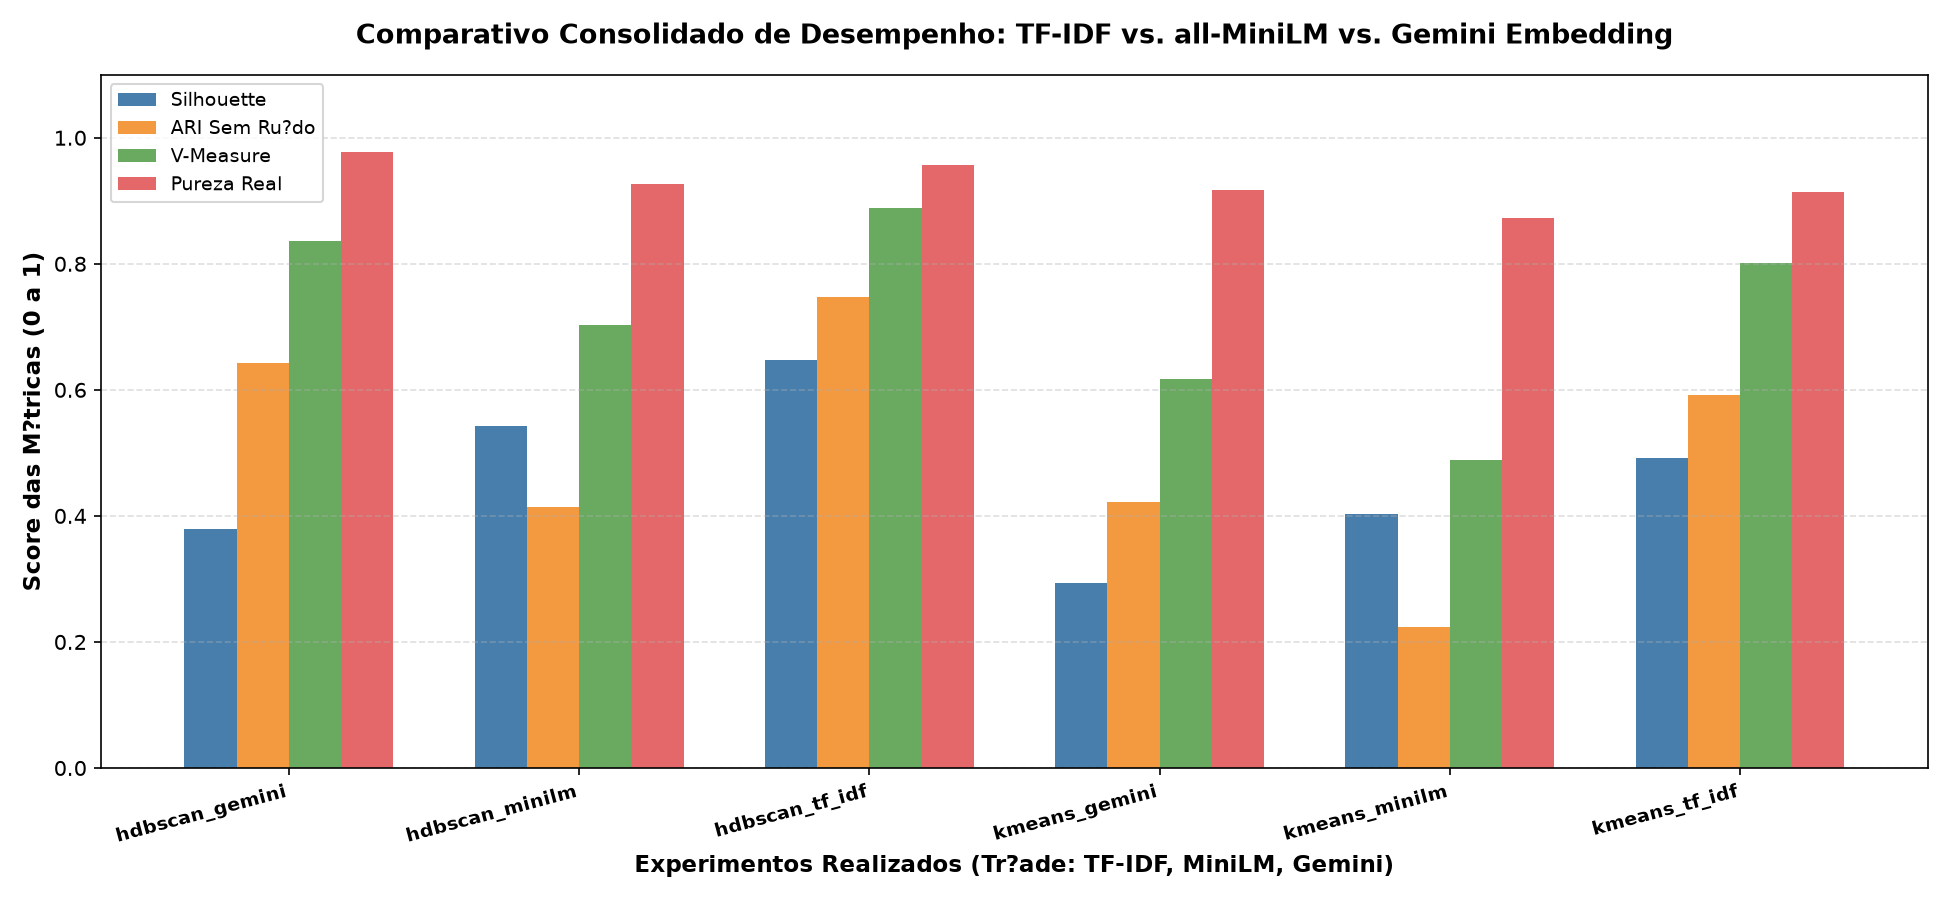 Comparativo Consolidado de Desempenho: TF-IDF vs. all-MiniLM vs. Gemini Embedding
Silhouette
ARI Sem Ru?do
V-Measure
Pureza Real
Score das M?tricas (0 a 1)
1.0
0.8
0.6
0.4
0.2
0.0
hdbscan_gemini
hdbscan_minilm
hdbscan_tf_idf
kmeans_gemini
kmeans_minilm
kmeans_tf_idf
Experimentos Realizados (Tr?ade: TF-IDF, MiniLM, Gemini)